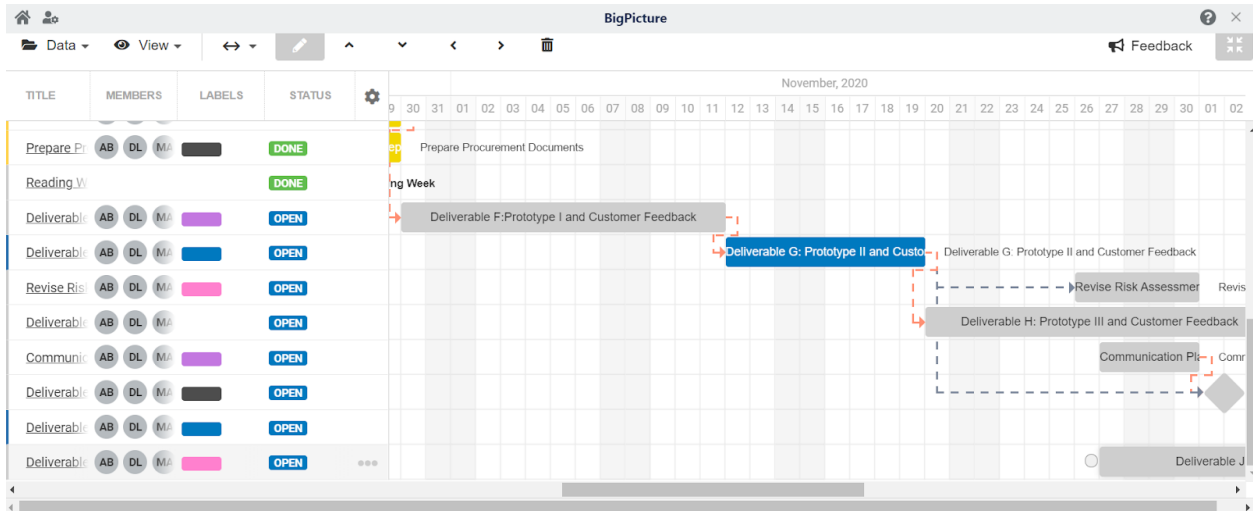 BigPicture
Data View Feedback
November, 2020
TITLE MEMBERS LABELS STATUS
9 30 31 01 02 03 04 05 06 07 08 09 10 11 12 13 14 15 16 17 18 19 20 21 22 23 24 25 26 27 28 29 30 01 02
Prepare Pr AB DL MA DONE ep Prepare Procurement Documents
Reading W DONE ng Week
Deliverable AB DL MA OPEN Deliverable F:Prototype I and Customer Feedback
Deliverable AB DL MA OPEN Deliverable G: Prototype II and Custo Deliverable G: Prototype II and Customer Feedback
Revise Ris AB DL MA OPEN Revise Risk Assessmer Revis
Deliverable AB DL MA OPEN Deliverable H: Prototype III and Customer Feedback
Communic AB DL MA OPEN Communication Pla Comr
Deliverable AB DL MA OPEN
Deliverable AB DL MA OPEN
Deliverable AB DL MA OPEN Deliverable J